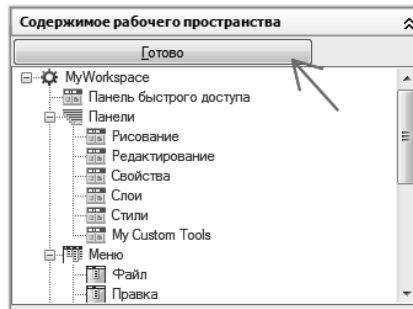 Содержимое рабочего пространства
Готово
MyWorkspace
Панель быстрого доступа
Панели
Рисование
Редактирование
Свойства
Слои
Стили
My Custom Tools
Меню
Файл
Правка